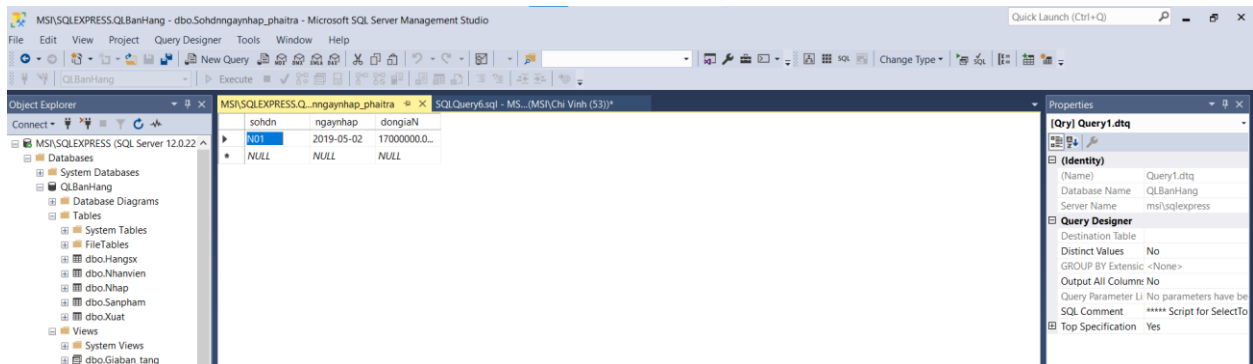 MSI\SQLEXPRESS.QLBanHang - dbo.Sohdnngaynhap_phaitra - Microsoft SQL Server Management Studio
Quick Launch (Ctrl+Q)
File Edit View Project Query Designer Tools Window Help
New Query
SQL
Change Type
QLBanHang
Execute
Object Explorer
MSI\SQLEXPRESS.Q...nngaynhap_phaitra
SQLQuery6.sql - MS...(MSI\Chi Vinh (53))*
Properties
Connect
sohdn ngaynhap dongiaN
[Qry] Query1.dtq
N01 2019-05-02 17000000.0...
MSI\SQLEXPRESS (SQL Server 12.0.22
NULL NULL NULL
Databases
(Identity)
System Databases
(Name) Query1.dtq
QLBanHang
Database Name QLBanHang
Database Diagrams
Server Name msi\sqlexpress
Tables
Query Designer
System Tables
Destination Table
FileTables
Distinct Values No
dbo.Hangsx
GROUP BY Extensic <None>
dbo.Nhanvien
Output All Column: No
dbo.Nhap
Query Parameter Li No parameters have be
dbo.Sanpham
SQL Comment ***** Script for SelectTo
dbo.Xuat
Top Specification Yes
Views
System Views
dbo.Giaban_tang